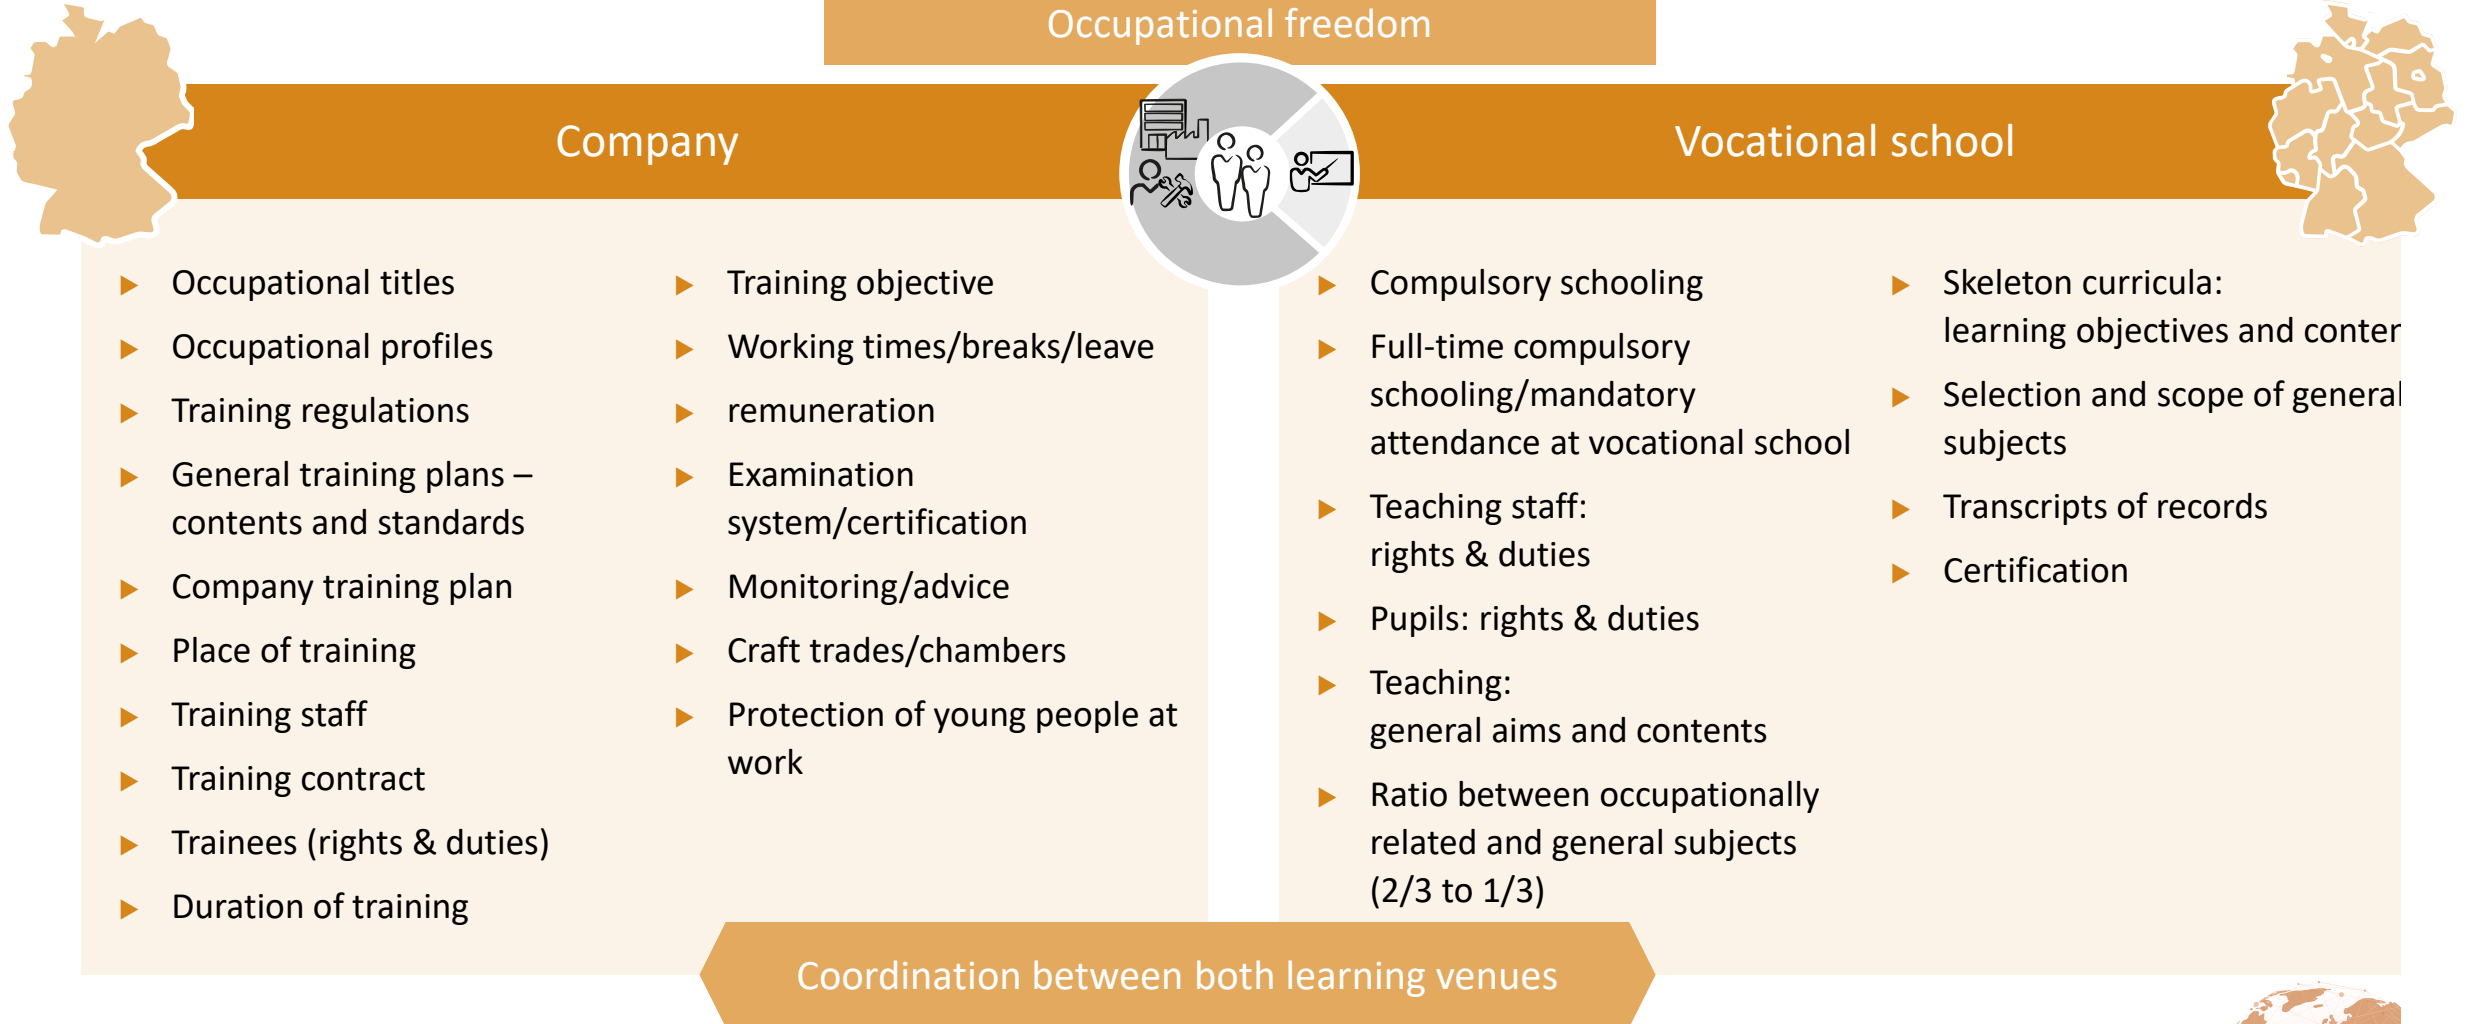 Occupational freedom
Company
Vocational school
Occupational titles
Occupational profiles
Training regulations
General training plans –
contents and standards
Company training plan
Place of training
Training staff
Training contract
Trainees (rights & duties)
Duration of training
Training objective
Working times/breaks/leave
remuneration
Examination
system/certification
Monitoring/advice
Craft trades/chambers
Protection of young people at
work
Compulsory schooling
Full-time compulsory
schooling/mandatory
attendance at vocational school
Teaching staff:
rights & duties
Pupils: rights & duties
Teaching:
general aims and contents
Ratio between occupationally
related and general subjects
(2/3 to 1/3)
Skeleton curricula:
learning objectives and
Selection and scope of general
subjects
Transcripts of records
Certification
Coordination between both learning venues